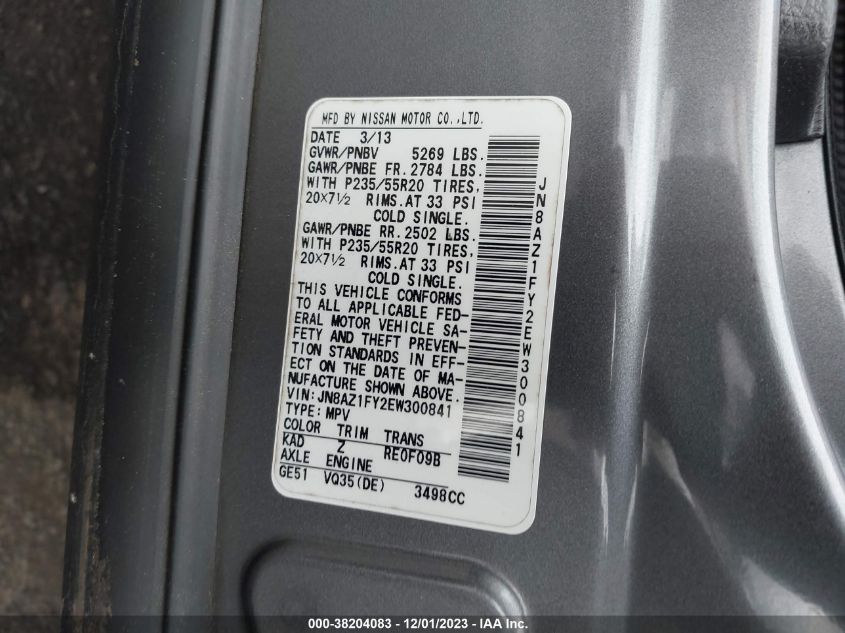 MFD BY NISSAN MOTOR CO.,LTD.
DATE 3/13
GVWR/PNBV 5269 LBS.
GAWR/PNBE FR. 2784 LBS.
WITH P235/55R20 TIRES,
20×7½ RIMS. AT 33 PSI
COLD SINGLE.
GAWR/PNBE RR. 2502 LBS.
WITH P235/55R20 TIRES,
20×7½ RIMS. AT 33 PSI
COLD SINGLE.
THIS VEHICLE CONFORMS
TO ALL APPLICABLE FED-
ERAL MOTOR VEHICLE SA-
FETY AND THEFT PREVEN-
TION STANDARDS IN EFF-
ECT ON THE DATE OF MA-
NUFACTURE SHOWN ABOVE.
VIN:JN8AZ1FY2EW300841
TYPE: MPV
COLOR TRIM TRANS
KAD Z RE0F09B
AXLE ENGINE
GE51 VQ35(DE) 3498CC
JN8AZ1FY2EW300841
000-38204083 - 12/01/2023 - IAA Inc.